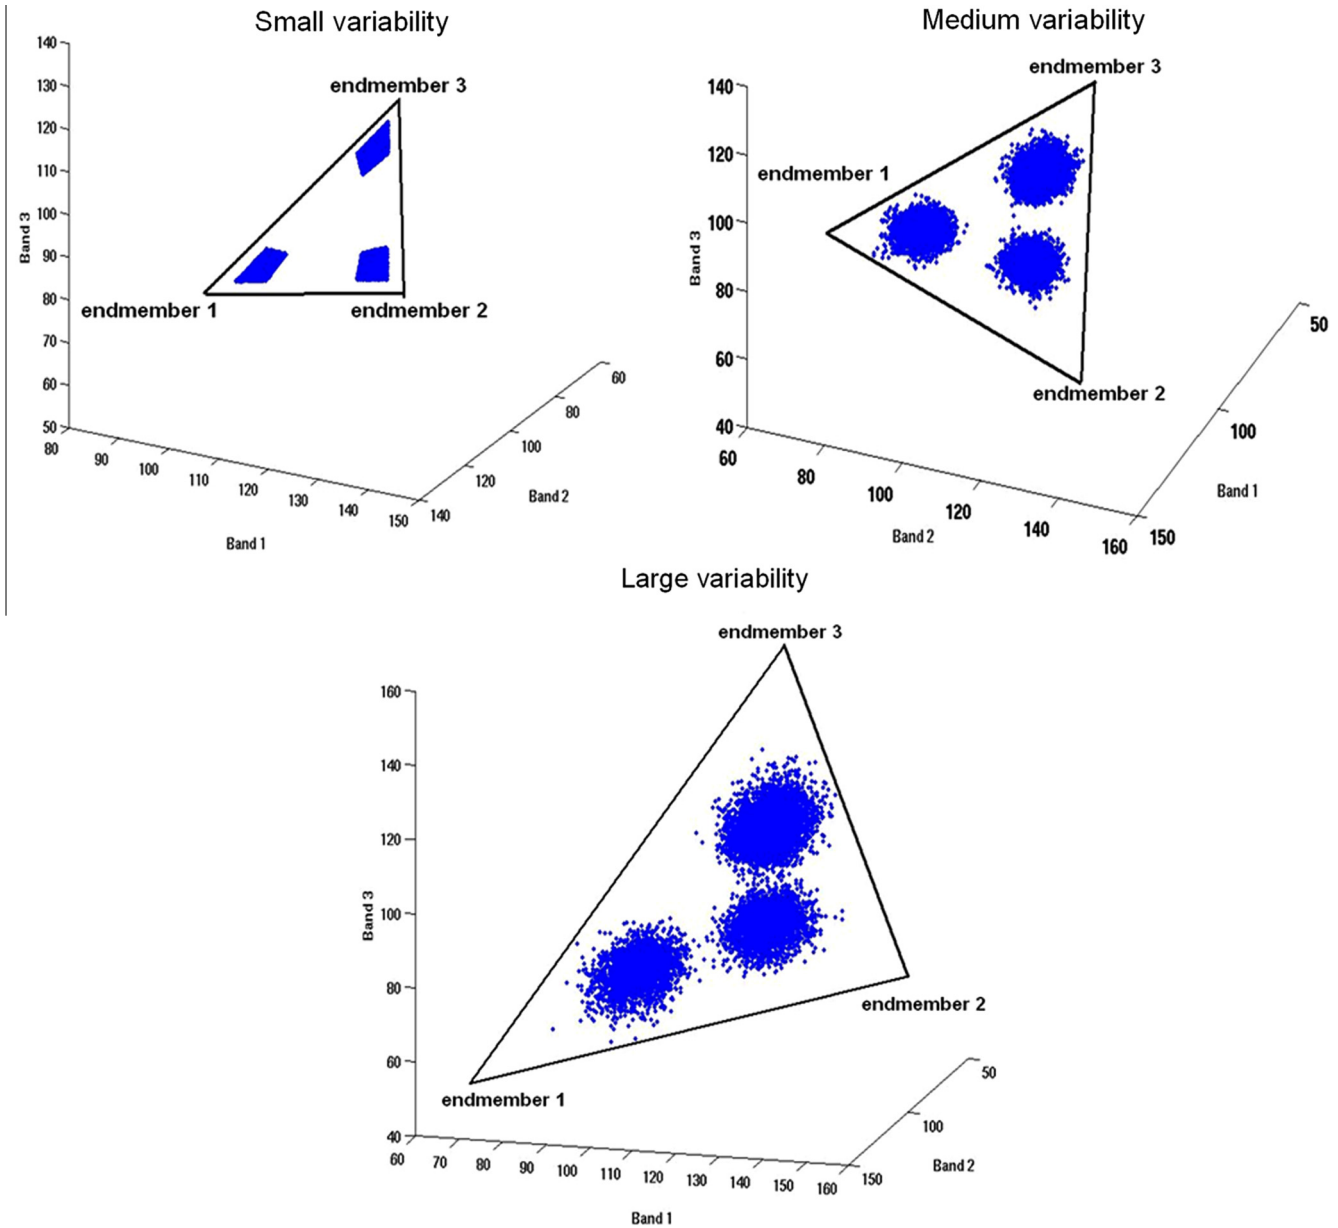 Small variability
140
130
120
110
100
90
80
70
60
50
Band 3
endmember 3
endmember 1
endmember 2
80
90
100
110
120
130
140
150
Band 1
60
80
100
120
140
Band 2
Medium variability
140
120
100
80
60
40
Band 3
endmember 3
endmember 1
endmember 2
60
80
100
120
140
160
Band 2
50
100
150
Band 1
Large variability
160
140
120
100
80
60
40
Band 3
endmember 3
endmember 2
endmember 1
60
70
80
90
100
110
120
130
140
150
160
Band 1
50
100
150
Band 2